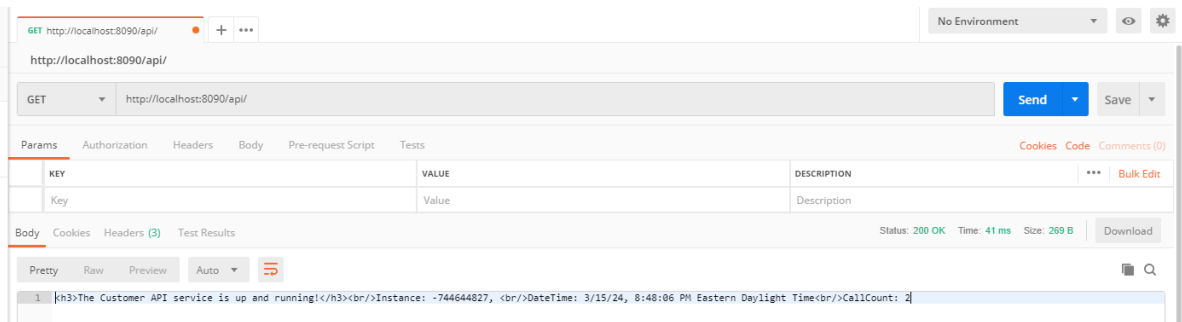 GET http://localhost:8090/api/
No Environment
http://localhost:8090/api/
GET http://localhost:8090/api/ Send Save
Params Authorization Headers Body Pre-request Script Tests Cookies Code Comments (0)
KEY VALUE DESCRIPTION Bulk Edit
Key Value Description
Body Cookies Headers (3) Test Results Status: 200 OK Time: 41 ms Size: 269 B Download
Pretty Raw Preview Auto
1 <h3>The Customer API service is up and running!</h3><br/>Instance: -744644827, <br/>DateTime: 3/15/24, 8:48:06 PM Eastern Daylight Time<br/>CallCount: 2